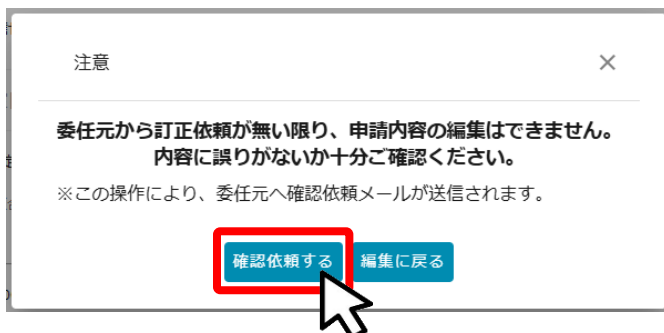 注意
委任元から訂正依頼が無い限り、申請内容の編集はできません。
内容に誤りがないか十分ご確認ください。
※この操作により、委任元へ確認依頼メールが送信されます。
確認依頼する
編集に戻る